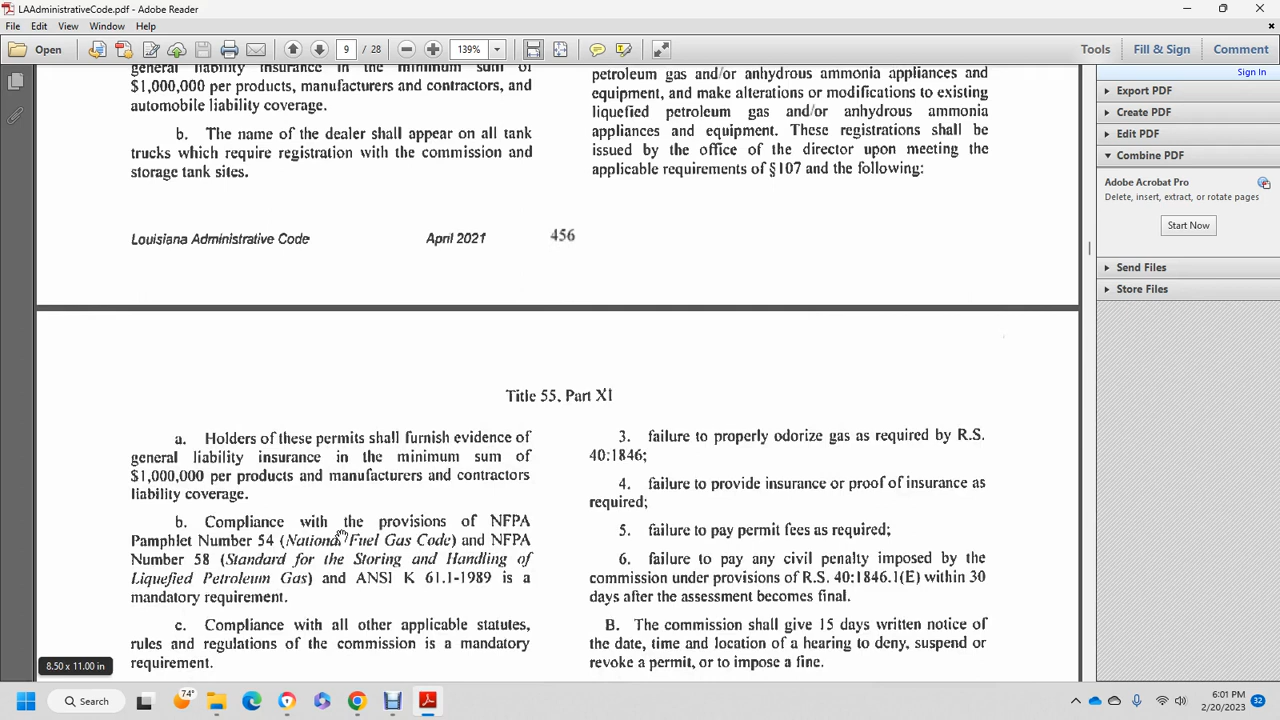 LAAdministrativeCode.pdf - Adobe Reader
File Edit View Window Help
Open 9 / 28 139% Tools Fill & Sign Comment
Sign In
Export PDF
Create PDF
Edit PDF
Combine PDF
Adobe Acrobat Pro
Delete, insert, extract, or rotate pages
Start Now
Send Files
Store Files
general liability insurance in the minimum sum of
$1,000,000 per products, manufacturers and contractors, and
automobile liability coverage.
b. The name of the dealer shall appear on all tank
trucks which require registration with the commission and
storage tank sites.
petroleum gas and/or anhydrous ammonia appliances and
equipment, and make alterations or modifications to existing
liquefied petroleum gas and/or anhydrous ammonia
appliances and equipment. These registrations shall be
issued by the office of the director upon meeting the
applicable requirements of §107 and the following:
Louisiana Administrative Code April 2021 456
Title 55, Part XI
a. Holders of these permits shall furnish evidence of
general liability insurance in the minimum sum of
$1,000,000 per products and manufacturers and contractors
liability coverage.
b. Compliance with the provisions of NFPA
Pamphlet Number 54 (National Fuel Gas Code) and NFPA
Number 58 (Standard for the Storing and Handling of
Liquefied Petroleum Gas) and ANSI K 61.1-1989 is a
mandatory requirement.
c. Compliance with all other applicable statutes,
rules and regulations of the commission is a mandatory
requirement.
3. failure to properly odorize gas as required by R.S.
40:1846;
4. failure to provide insurance or proof of insurance as
required;
5. failure to pay permit fees as required;
6. failure to pay any civil penalty imposed by the
commission under provisions of R.S. 40:1846.1(E) within 30
days after the assessment becomes final.
B. The commission shall give 15 days written notice of
the date, time and location of a hearing to deny, suspend or
revoke a permit, or to impose a fine.
8.50 x 11.00 in
Search 74° 6:01 PM
2/20/2023 32